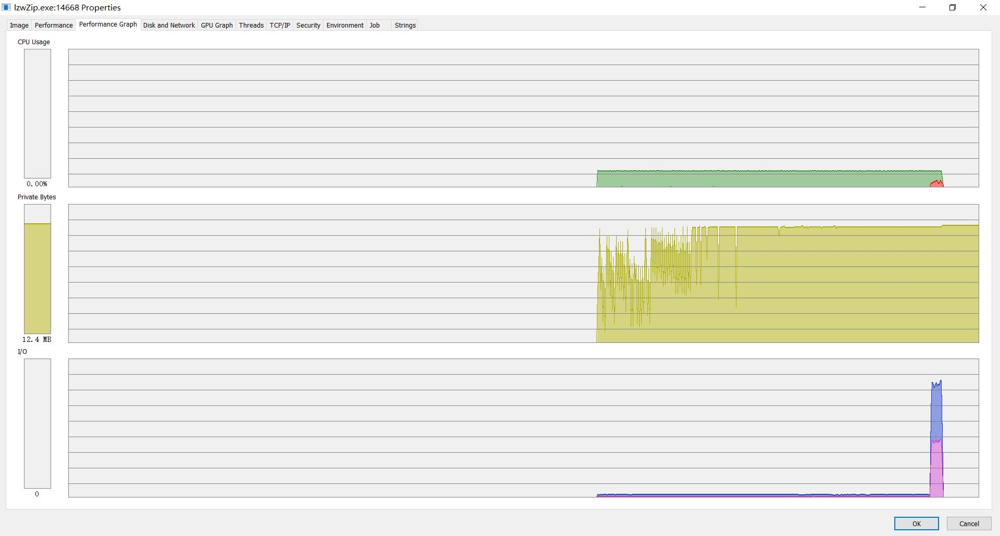 lzwZip.exe:14668 Properties
Image Performance Performance Graph Disk and Network GPU Graph Threads TCP/IP Security Environment Job Strings
CPU Usage
0.00%
Private Bytes
12.4 MB
I/O
0
OK Cancel